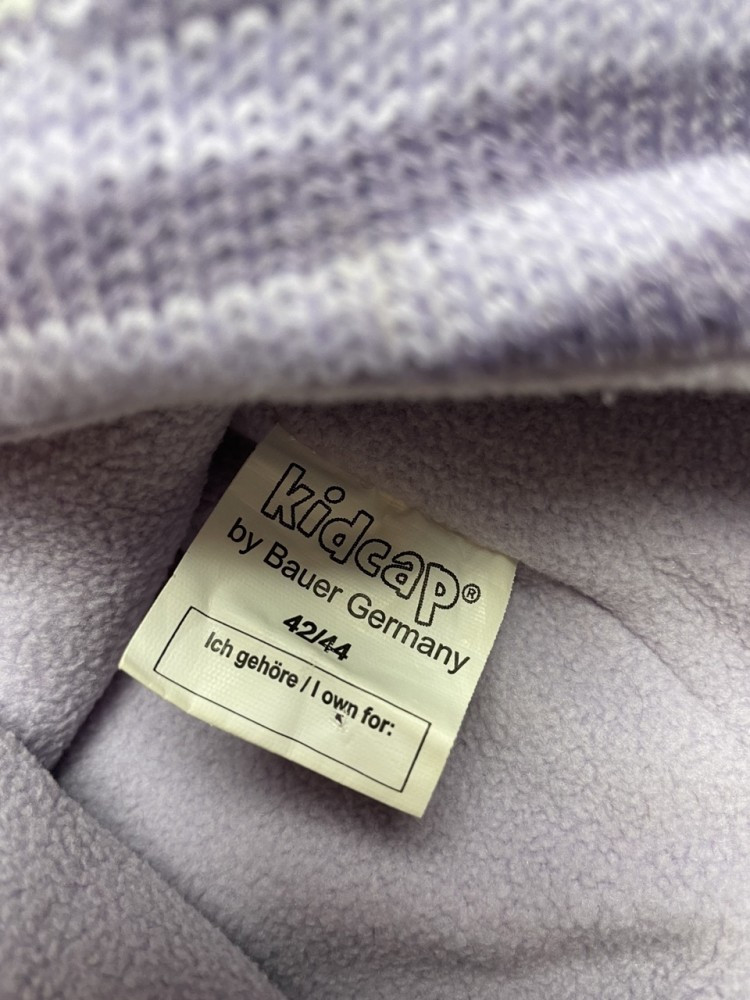 kidcap®
by Bauer Germany
42/44
Ich gehöre / I own for: